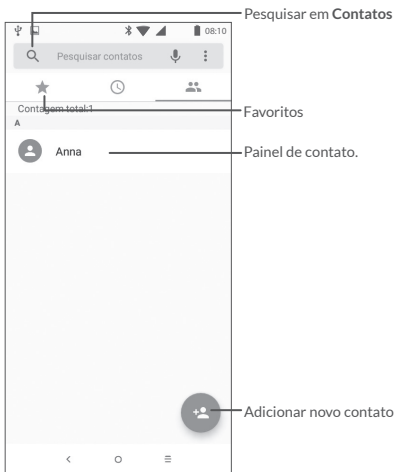 Pesquisar em Contatos
08:10
Pesquisar contatos
Favoritos
Contagem total:1
A
Anna
Painel de contato.
Adicionar novo contato